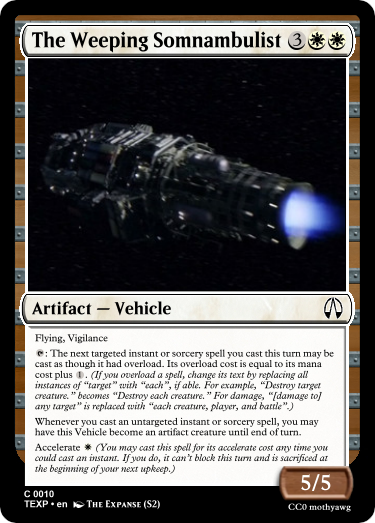 The Weeping Somnambulist 3
Artifact — Vehicle
Flying, Vigilance
: The next targeted instant or sorcery spell you cast this turn may be
cast as though it had overload. Its overload cost is equal to its mana
cost plus 1. (If you overload a spell, change its text by replacing all
instances of “target” with “each”, if able. For example, “Destroy target
creature.” becomes “Destroy each creature.” For damage, “[damage to]
any target” is replaced with “each creature, player, and battle”.)
Whenever you cast an untargeted instant or sorcery spell, you may
have this Vehicle become an artifact creature until end of turn.
Accelerate (You may cast this spell for its accelerate cost any time you
could cast an instant. If you do, it can’t block this turn and is sacrificed at
the beginning of your next upkeep.)
5/5
C 0010
TEXP • en The Expanse (S2)
CC0 mothyawg